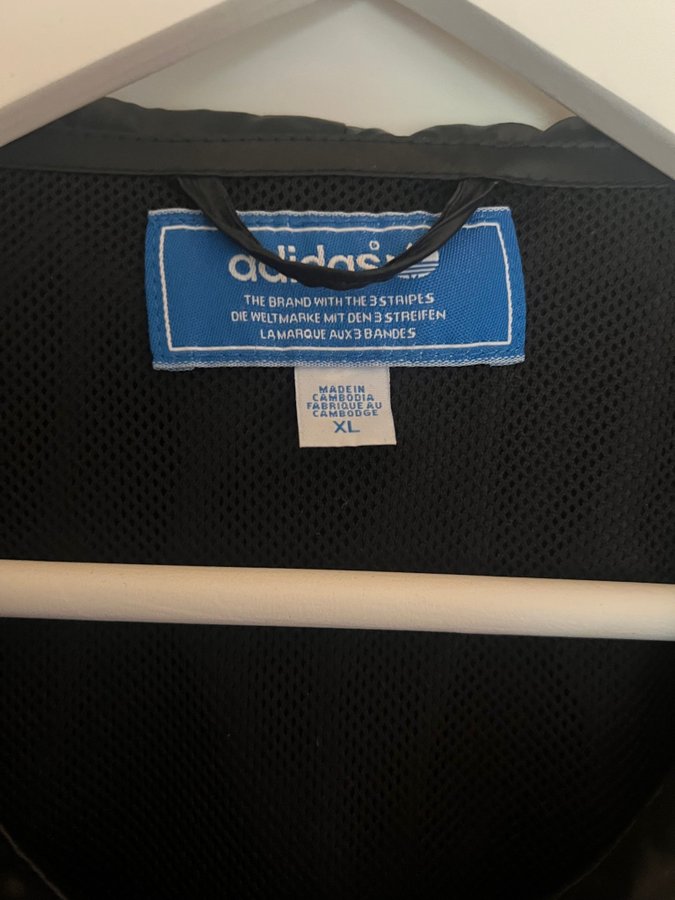 adidas
THE BRAND WITH THE 3 STRIPES
DIE WELTMARKE MIT DEN 3 STREIFEN
LA MARQUE AUX 3 BANDES
MADE IN
CAMBODIA
FABRIQUE AU
CAMBODGE
XL